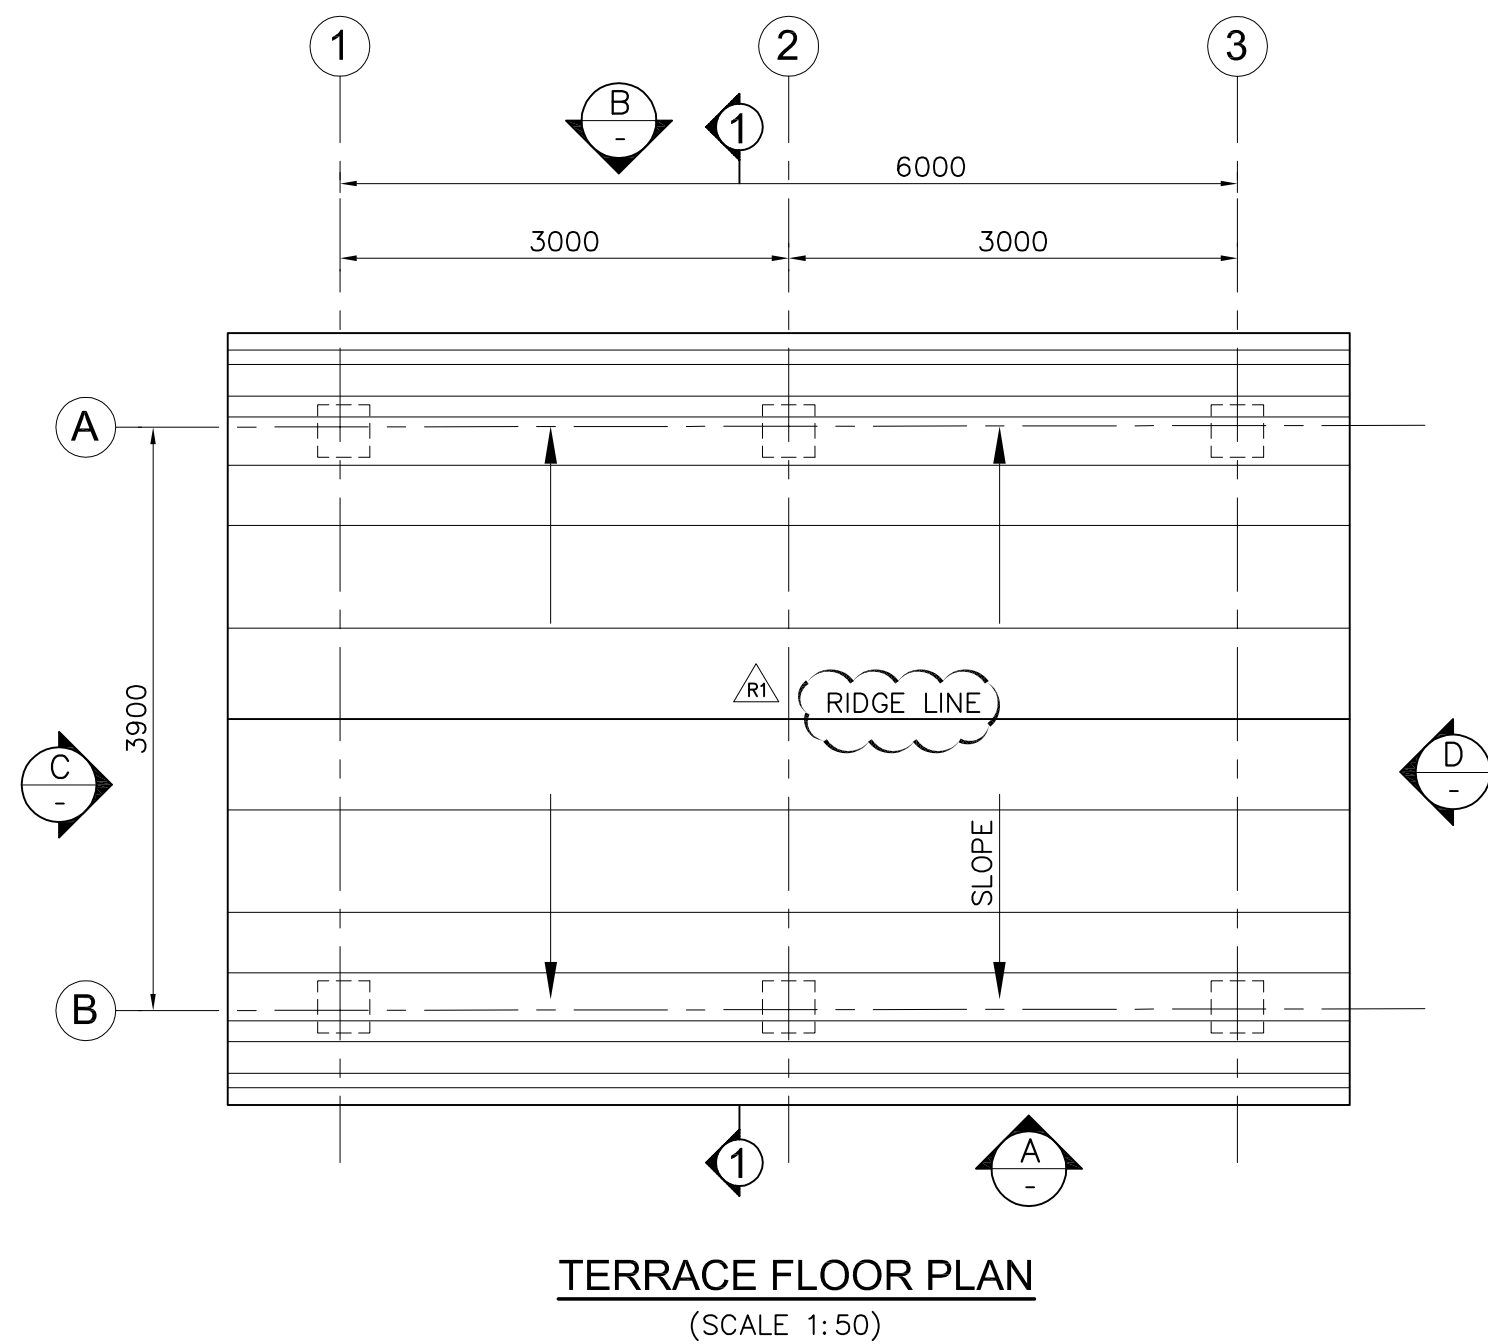 1
2
3
B
-
1
6000
3000
3000
A
R1
RIDGE LINE
3900
C
-
D
-
SLOPE
B
1
A
-
TERRACE FLOOR PLAN
(SCALE 1:50)